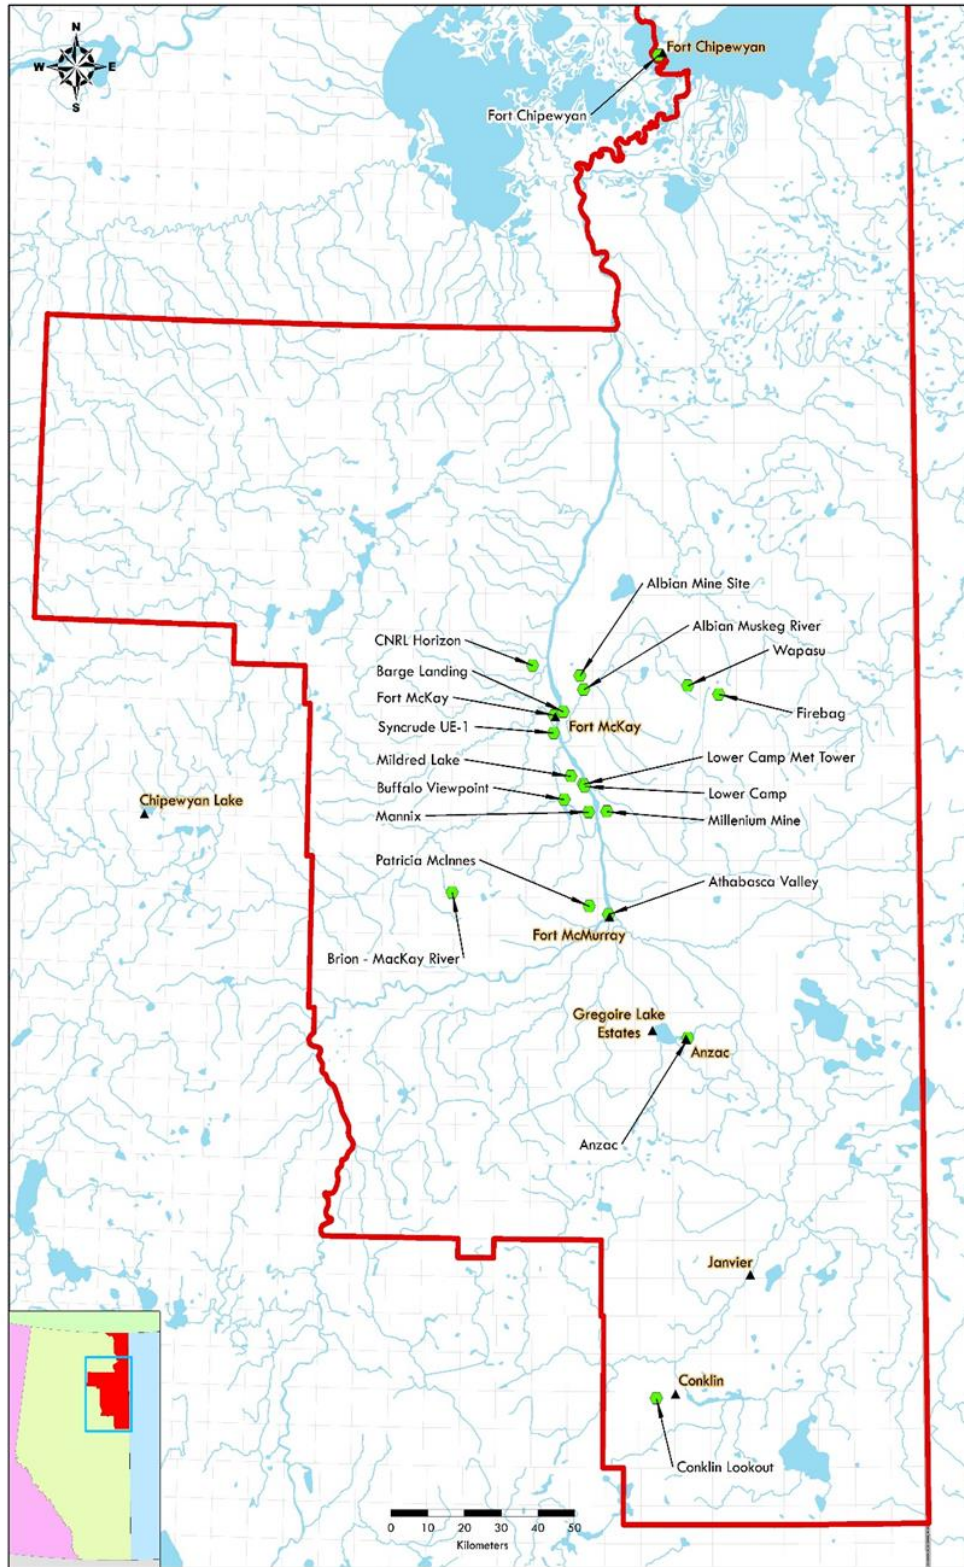 N
W E
S
Fort Chipewyan
Fort Chipewyan
Albian Mine Site
Albian Muskeg River
CNRL Horizon
Wapasu
Barge Landing
Fort McKay
Firebag
Fort McKay
Syncrude UE-1
Lower Camp Met Tower
Mildred Lake
Buffalo Viewpoint
Lower Camp
Chipewyan Lake
Mannix
Millenium Mine
Patricia McInnes
Athabasca Valley
Fort McMurray
Brion - MacKay River
Gregoire Lake
Estates
Anzac
Anzac
Janvier
Conklin
Conklin Lookout
0 10 20 30 40 50
Kilometers